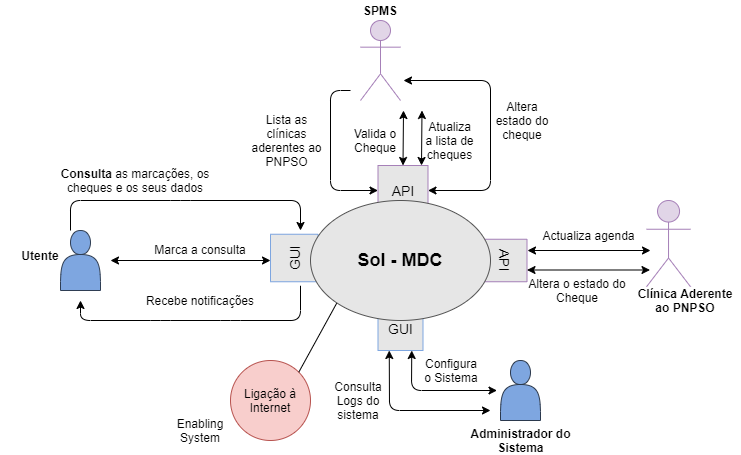 SPMS
Lista as
clínicas
aderentes ao
PNPSO
Valida o
Cheque
Atualiza
a lista de
cheques
Altera
estado do
cheque
API
Consulta as marcações, os
cheques e os seus dados
Utente
Marca a consulta
GUI
Recebe notificações
Sol - MDC
API
Actualiza agenda
Altera o estado do
Cheque
Clínica Aderente
ao PNPSO
GUI
Configura
o Sistema
Consulta
Logs do
sistema
Administrador do
Sistema
Ligação à
Internet
Enabling
System